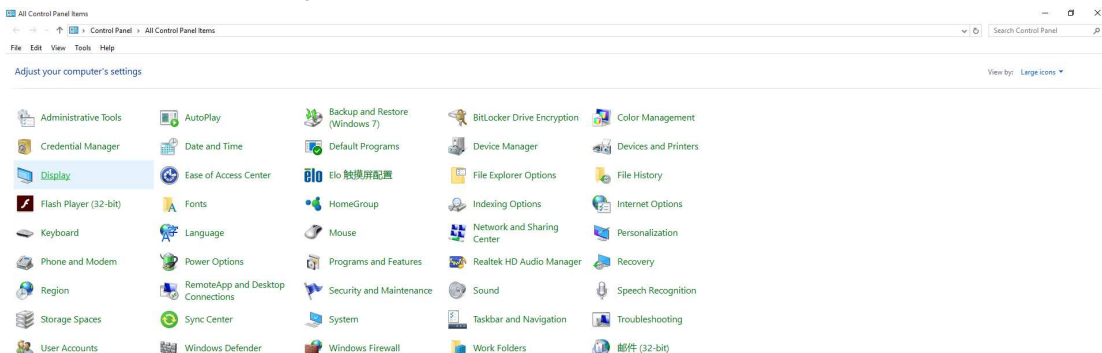 All Control Panel Items
Control Panel › All Control Panel Items
Search Control Panel
File Edit View Tools Help
Adjust your computer's settings
View by: Large icons
Administrative Tools
AutoPlay
Backup and Restore
(Windows 7)
BitLocker Drive Encryption
Color Management
Credential Manager
Date and Time
Default Programs
Device Manager
Devices and Printers
Display
Ease of Access Center
elo
Elo 触摸屏配置
File Explorer Options
File History
Flash Player (32-bit)
Fonts
HomeGroup
Indexing Options
Internet Options
Keyboard
Language
Mouse
Network and Sharing
Center
Personalization
Phone and Modem
Power Options
Programs and Features
Realtek HD Audio Manager
Recovery
Region
RemoteApp and Desktop
Connections
Security and Maintenance
Sound
Speech Recognition
Storage Spaces
Sync Center
System
Taskbar and Navigation
Troubleshooting
User Accounts
Windows Defender
Windows Firewall
Work Folders
邮件 (32-bit)